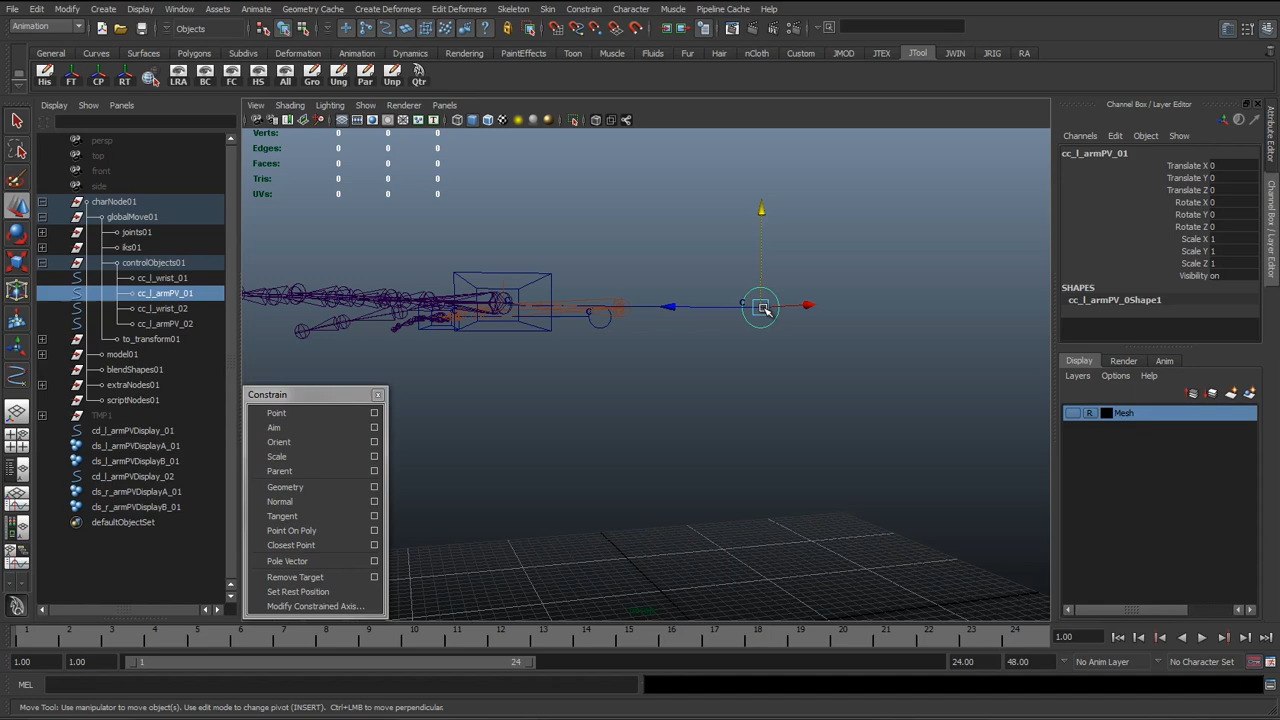 File Edit Modify Create Display Window Assets Animate Geometry Cache Create Deformers Edit Deformers Skeleton Skin Constraint Character Muscle Pipeline Cache Help
Animation Objects
General Curves Surfaces Polygons Subdivs Deformation Animation Dynamics Rendering PaintEffects Toon Muscle Fluids Fur Hair nCloth Custom JMOD JTEX JTool JWIN JRIG RA
His FT CP RT LRA BC FC HS All Gro Ung Par Unp Qtr
Display Show Panels
persp
top
front
side
charNode01
globalMove01
joints01
iks01
controlObjects01
cc_l_wrist_01
cc_l_armPV_01
cc_l_wrist_02
cc_l_armPV_02
to_transform01
model01
blendShapes01
extraNodes01
scriptNodes01
TMP1
cd_l_armPVDisplay_01
cls_l_armPVDisplayA_01
cls_l_armPVDisplayB_01
cd_l_armPVDisplay_02
cls_r_armPVDisplayA_01
cls_r_armPVDisplayB_01
defaultObjectSet
View Shading Lighting Show Renderer Panels
Verts: 0 0 0
Edges: 0 0 0
Faces: 0 0 0
Tris: 0 0 0
UVs: 0 0 0
Constrain x
Point
Aim
Orient
Scale
Parent
Geometry
Normal
Tangent
Point On Poly
Closest Point
Pole Vector
Remove Target
Set Rest Position
Modify Constrained Axis...
Channel Box / Layer Editor
Channels Edit Object Show
cc_l_armPV_01
Translate X 0
Translate Y 0
Translate Z 0
Rotate X 0
Rotate Y 0
Rotate Z 0
Scale X 1
Scale Y 1
Scale Z 1
Visibility on
SHAPES
cc_l_armPV_0Shape1
Display Render Anim
Layers Options Help
R Mesh
Attribute Editor
Channel Box / Layer Editor
1 2 3 4 5 6 7 8 9 10 11 12 13 14 15 16 17 18 19 20 21 22 23 24 1.00
1.00 1.00 1 24 24.00 48.00 No Anim Layer No Character Set
MEL
Move Tool: Use manipulator to move object(s). Use edit mode to change pivot (INSERT). Ctrl+LMB to move perpendicular.